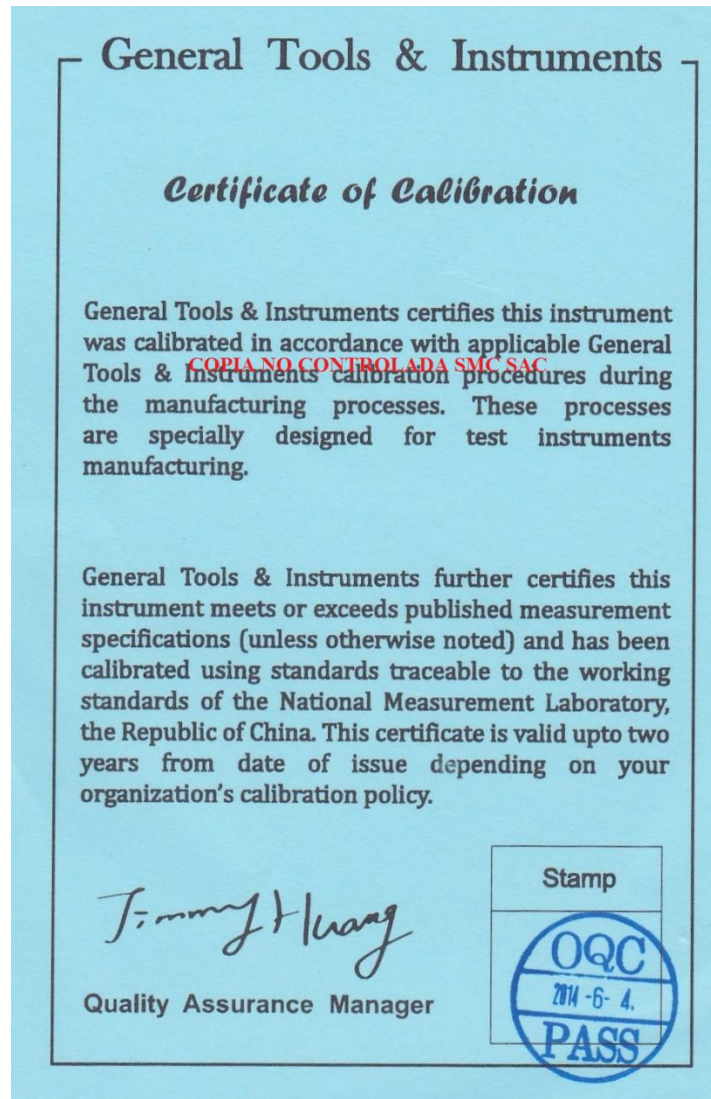 General Tools & Instruments
Certificate of Calibration
General Tools & Instruments certifies this instrument
was calibrated in accordance with applicable General
COPIA NO CONTROLADA SMC SAC
Tools & Instruments calibration procedures during
the manufacturing processes. These processes
are specially designed for test instruments
manufacturing.
General Tools & Instruments further certifies this
instrument meets or exceeds published measurement
specifications (unless otherwise noted) and has been
calibrated using standards traceable to the working
standards of the National Measurement Laboratory,
the Republic of China. This certificate is valid upto two
years from date of issue depending on your
organization's calibration policy.
Jimmy Huang
Quality Assurance Manager
Stamp
OQC
2014 -6- 4.
PASS